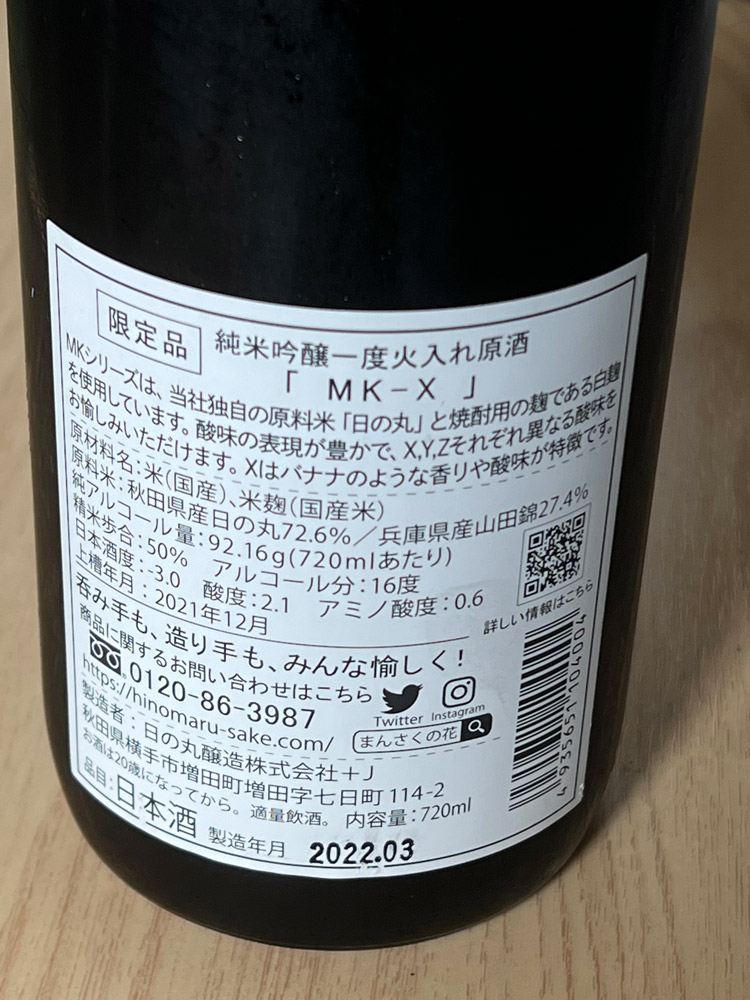 限定品 純米吟醸一度火入れ原酒
「 MK-X 」
MKシリーズは、当社独自の原料米「日の丸」と焼酎用の麹である白麹
を使用しています。酸味の表現が豊かで、X,Y,Zそれぞれ異なる酸味を
お愉しみいただけます。Xはバナナのような香りや酸味が特徴です。
原材料名:米(国産)、米麹(国産米)
原料米:秋田県産日の丸72.6%/兵庫県産山田錦27.4%
純アルコール量:92.16g(720mlあたり)
精米歩合:50% アルコール分:16度
日本酒度:-3.0 酸度:2.1 アミノ酸度:0.6
上槽年月:2021年12月
詳しい情報はこちら
呑み手も、造り手も、みんな愉しく!
商品に関するお問い合わせはこちら
0120-86-3987
Twitter Instagram
https://hinomaru-sake.com/
まんさくの花
製造者:日の丸醸造株式会社+J
秋田県横手市増田町増田字七日町114-2
お酒は20歳になってから。適量飲酒。 内容量:720ml
品目:日本酒 製造年月 2022.03
4935651104004